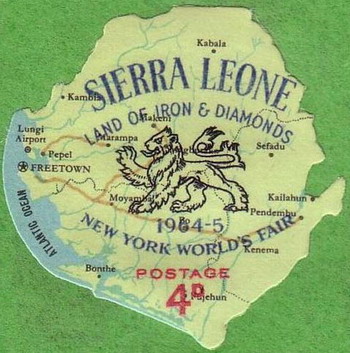 Kabala
SIERRA LEONE
Kambia
LAND OF IRON & DIAMONDS
Makeni
Lungi
Airport
Marampa
Sefadu
Pepel
FREETOWN
Moyamba
Kailahun
1964-5
Pendembu
NEW YORK WORLD'S FAIR
ATLANTIC OCEAN
Kenema
Bonthe
POSTAGE
4D
Pujehun